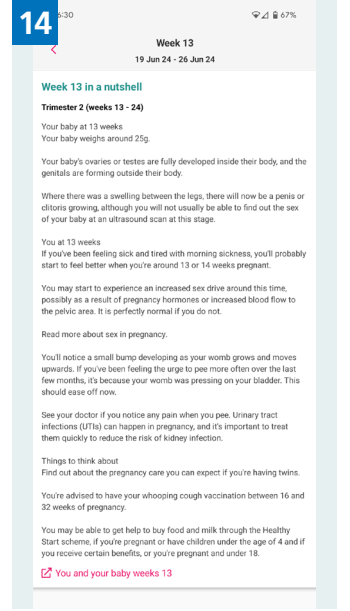 14
6:30
67%
Week 13
19 Jun 24 - 26 Jun 24
Week 13 in a nutshell
Trimester 2 (weeks 13 - 24)
Your baby at 13 weeks
Your baby weighs around 25g.
Your baby's ovaries or testes are fully developed inside their body, and the
genitals are forming outside their body.
Where there was a swelling between the legs, there will now be a penis or
clitoris growing, although you will not usually be able to find out the sex
of your baby at an ultrasound scan at this stage.
You at 13 weeks
If you've been feeling sick and tired with morning sickness, you'll probably
start to feel better when you're around 13 or 14 weeks pregnant.
You may start to experience an increased sex drive around this time,
possibly as a result of pregnancy hormones or increased blood flow to
the pelvic area. It is perfectly normal if you do not.
Read more about sex in pregnancy.
You'll notice a small bump developing as your womb grows and moves
upwards. If you've been feeling the urge to pee more often over the last
few months, it's because your womb was pressing on your bladder. This
should ease off now.
See your doctor if you notice any pain when you pee. Urinary tract
infections (UTIs) can happen in pregnancy, and it's important to treat
them quickly to reduce the risk of kidney infection.
Things to think about
Find out about the pregnancy care you can expect if you're having twins.
You're advised to have your whooping cough vaccination between 16 and
32 weeks of pregnancy.
You may be able to get help to buy food and milk through the Healthy
Start scheme, if you're pregnant or have children under the age of 4 and if
you receive certain benefits, or you're pregnant and under 18.
You and your baby weeks 13